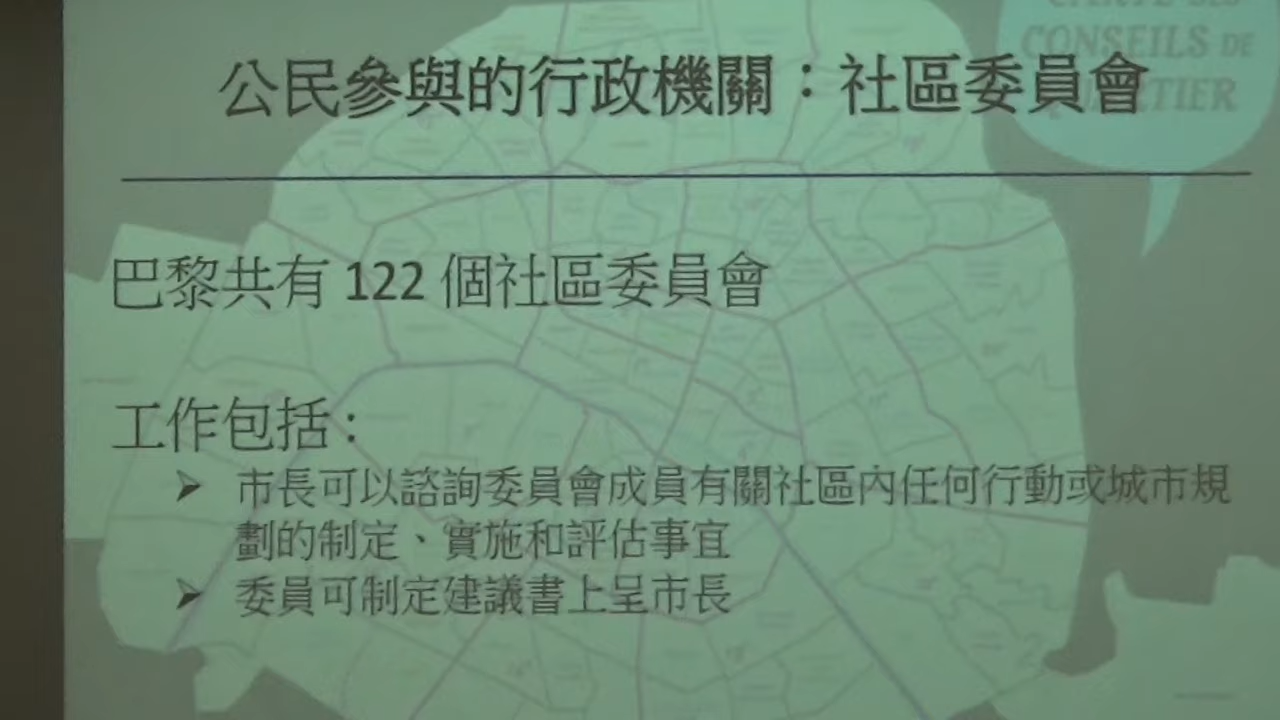 公民參與的行政機關：社區委員會
CONSEILS DE
巴黎共有 122 個社區委員會
工作包括：
➢ 市長可以諮詢委員會成員有關社區內任何行動或城市規
劃的制定、實施和評估事宜
➢ 委員可制定建議書上呈市長